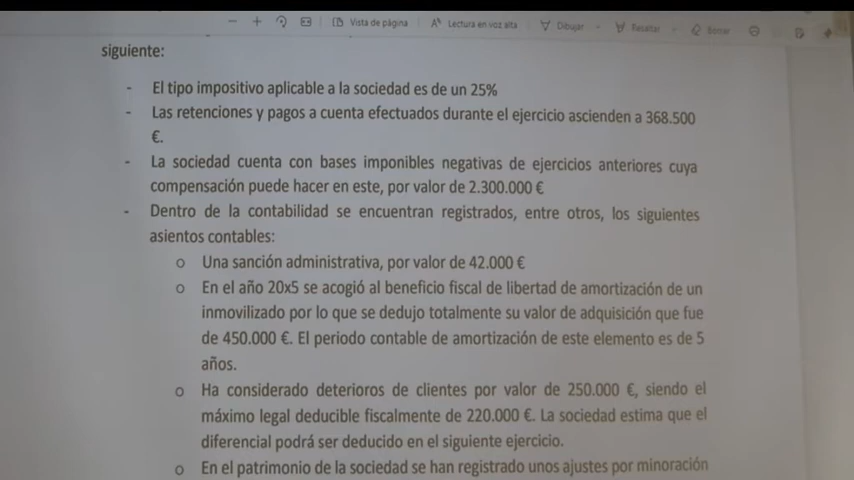 Vista de página
Lectura en voz alta
Dibujar
Resaltar
Borrar
siguiente:
- El tipo impositivo aplicable a la sociedad es de un 25%
- Las retenciones y pagos a cuenta efectuados durante el ejercicio ascienden a 368.500
€.
- La sociedad cuenta con bases imponibles negativas de ejercicios anteriores cuya
compensación puede hacer en este, por valor de 2.300.000 €
- Dentro de la contabilidad se encuentran registrados, entre otros, los siguientes
asientos contables:
o Una sanción administrativa, por valor de 42.000 €
o En el año 20x5 se acogió al beneficio fiscal de libertad de amortización de un
inmovilizado por lo que se dedujo totalmente su valor de adquisición que fue
de 450.000 €. El periodo contable de amortización de este elemento es de 5
años.
o Ha considerado deterioros de clientes por valor de 250.000 €, siendo el
máximo legal deducible fiscalmente de 220.000 €. La sociedad estima que el
diferencial podrá ser deducido en el siguiente ejercicio.
o En el patrimonio de la sociedad se han registrado unos ajustes por minoración